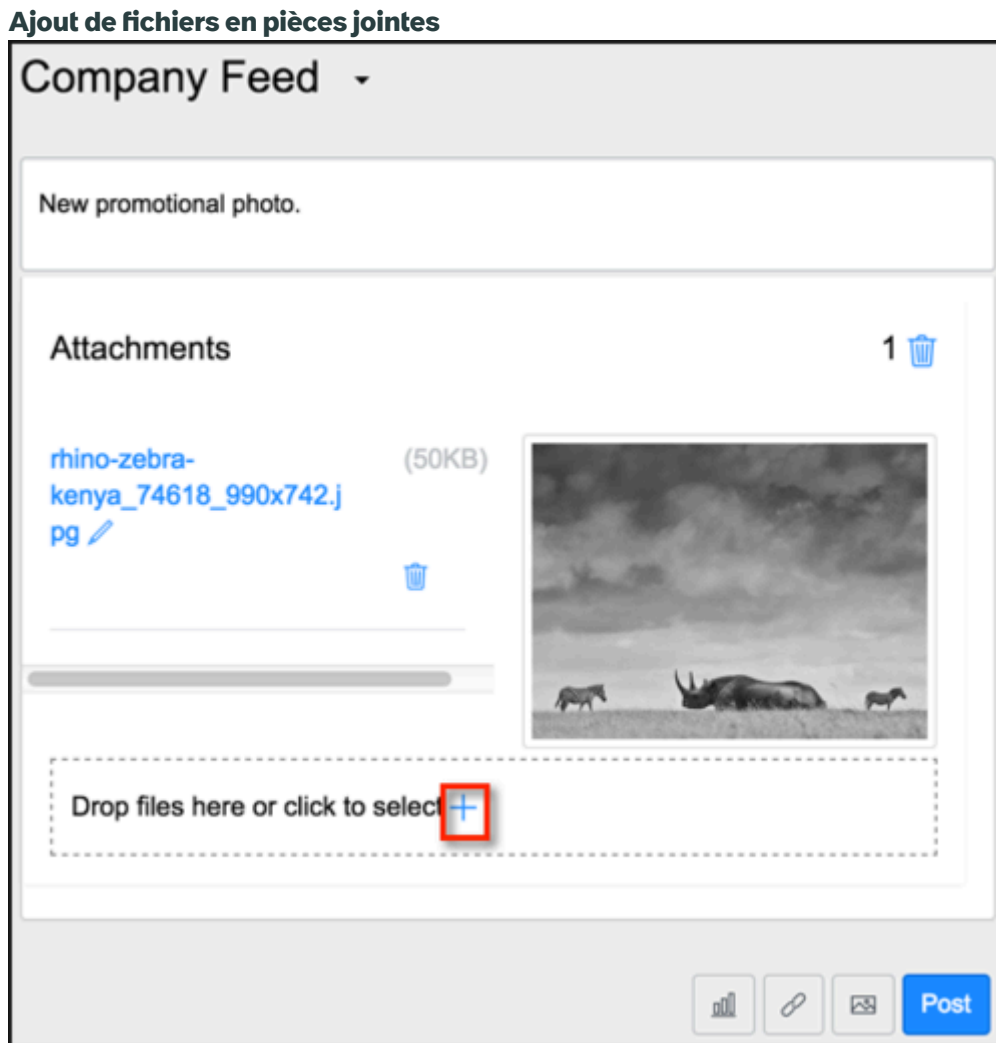 Ajout de fichiers en pièces jointes
Company Feed
New promotional photo.
Attachments 1
rhino-zebra- (50KB)
kenya_74618_990x742.j
pg
Drop files here or click to select
Post